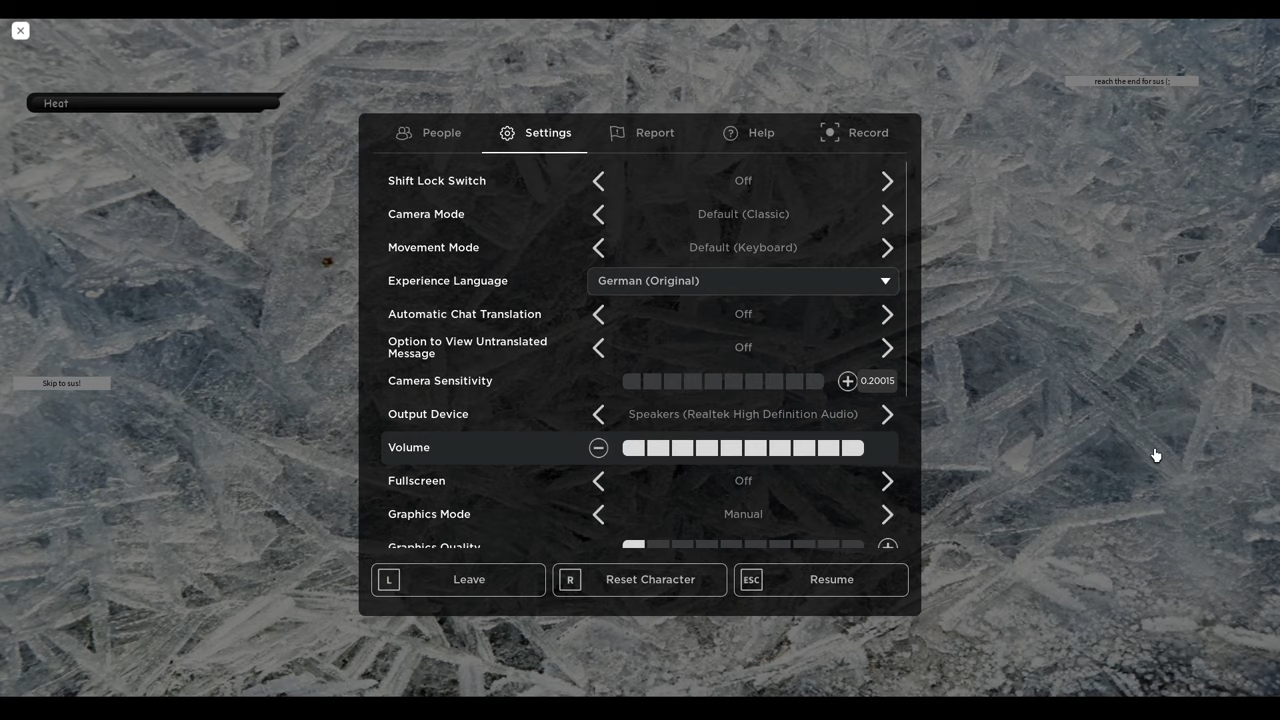 reach the end for sus (:
Heat
People
Settings
Report
Help
Record
Shift Lock Switch
Off
Camera Mode
Default (Classic)
Movement Mode
Default (Keyboard)
Experience Language
German (Original)
Automatic Chat Translation
Off
Option to View Untranslated
Message
Off
Camera Sensitivity
0.20015
Skip to sus!
Output Device
Speakers (Realtek High Definition Audio)
Volume
Fullscreen
Off
Graphics Mode
Manual
Graphics Quality
L
Leave
R
Reset Character
ESC
Resume